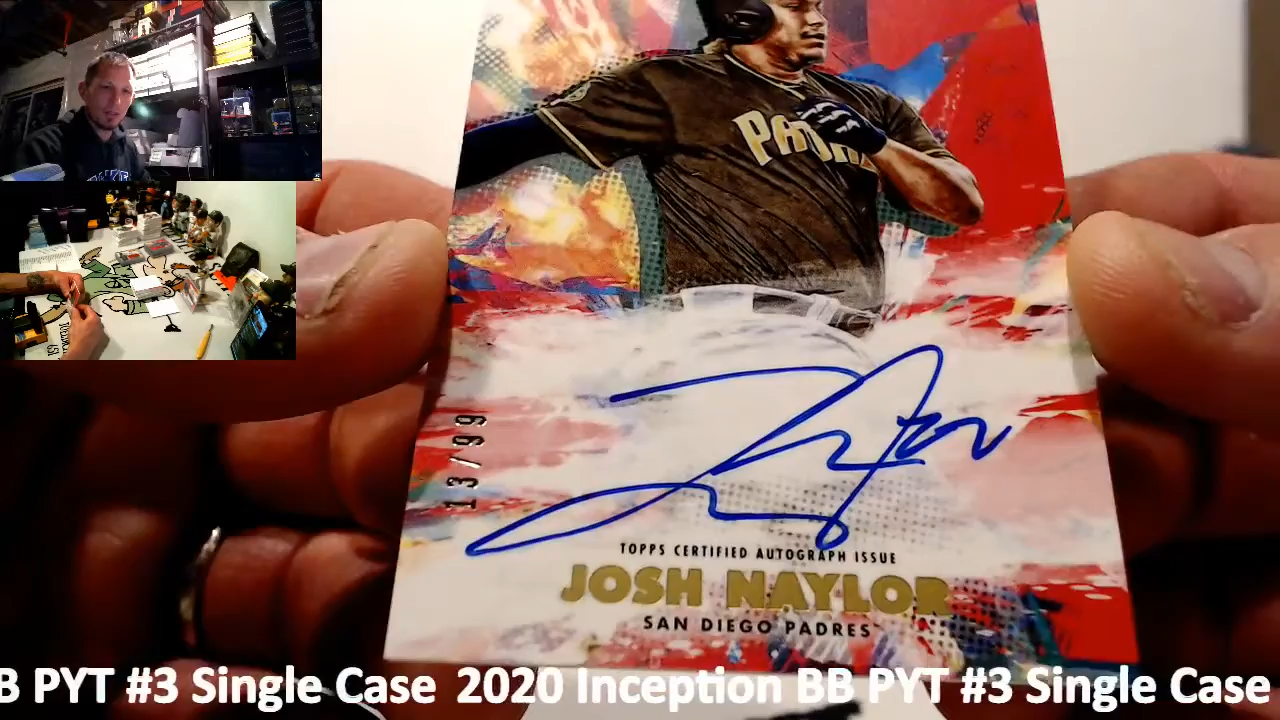 PADR
13/99
TOPPS CERTIFIED AUTOGRAPH ISSUE
JOSH NAYLOR
SAN DIEGO PADRES
B PYT #3 Single Case 2020 Inception BB PYT #3 Single Case